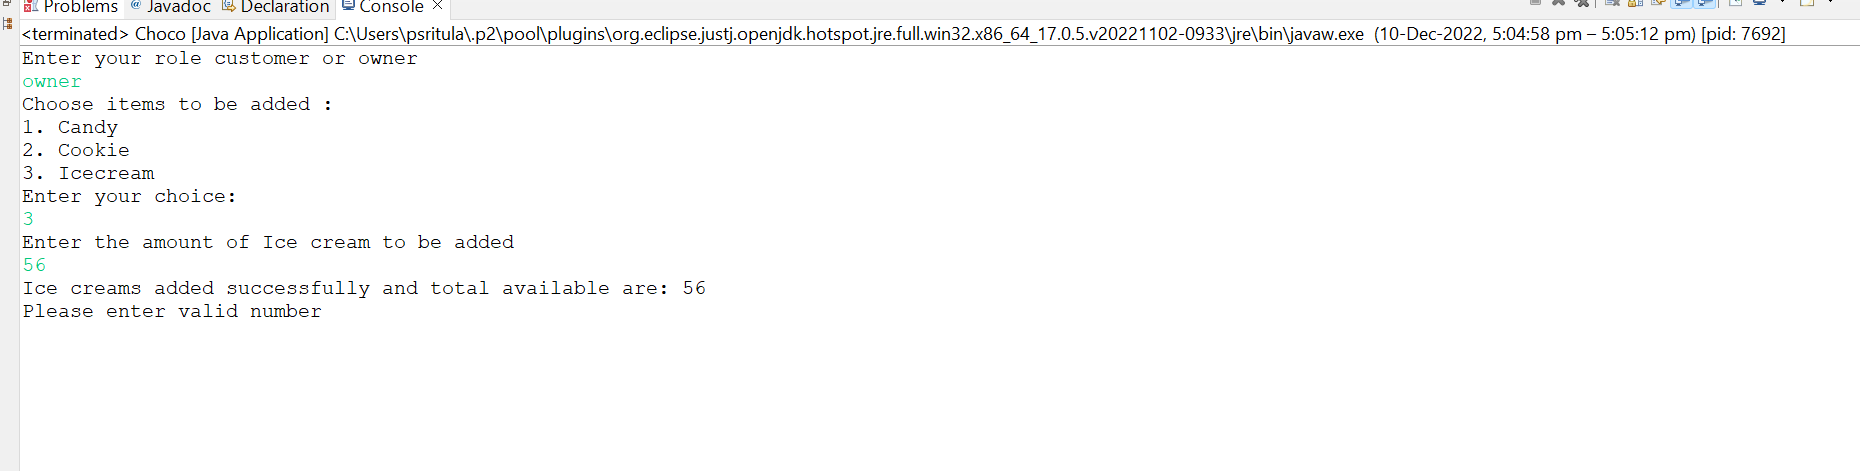 Problems @ Javadoc Declaration Console
<terminated> Choco [Java Application] C:\Users\psritula\.p2\pool\plugins\org.eclipse.justj.openjdk.hotspot.jre.full.win32.x86_64_17.0.5.v20221102-0933\jre\bin\javaw.exe (10-Dec-2022, 5:04:58 pm – 5:05:12 pm) [pid: 7692]
Enter your role customer or owner
owner
Choose items to be added :
1. Candy
2. Cookie
3. Icecream
Enter your choice:
3
Enter the amount of Ice cream to be added
56
Ice creams added successfully and total available are: 56
Please enter valid number